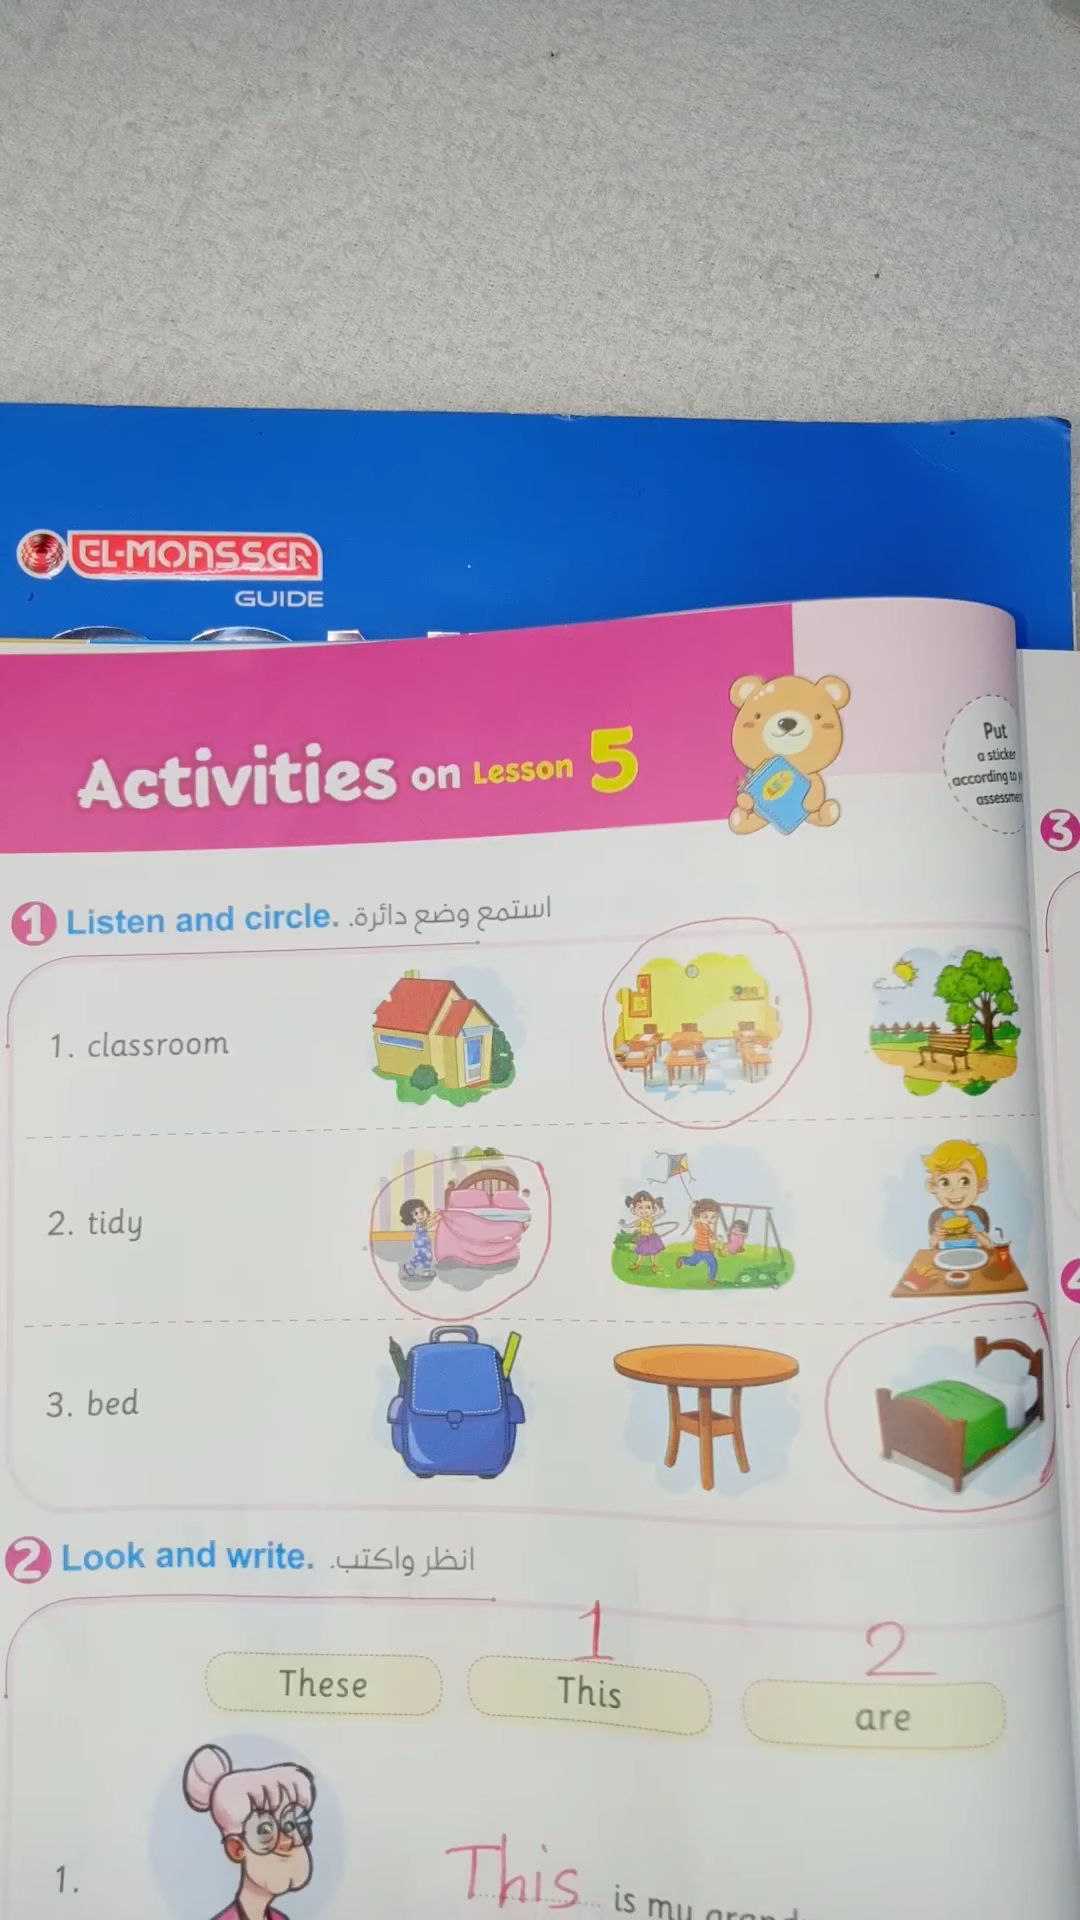 EL-MOASSER
GUIDE
Activities on Lesson 5
Put
a sticker
according to
3
1 Listen and circle. استمع وضع دائرة.
1. classroom
2. tidy
3. bed
2 Look and write. انظر واكتب.
1 2
These This are
1. This is my